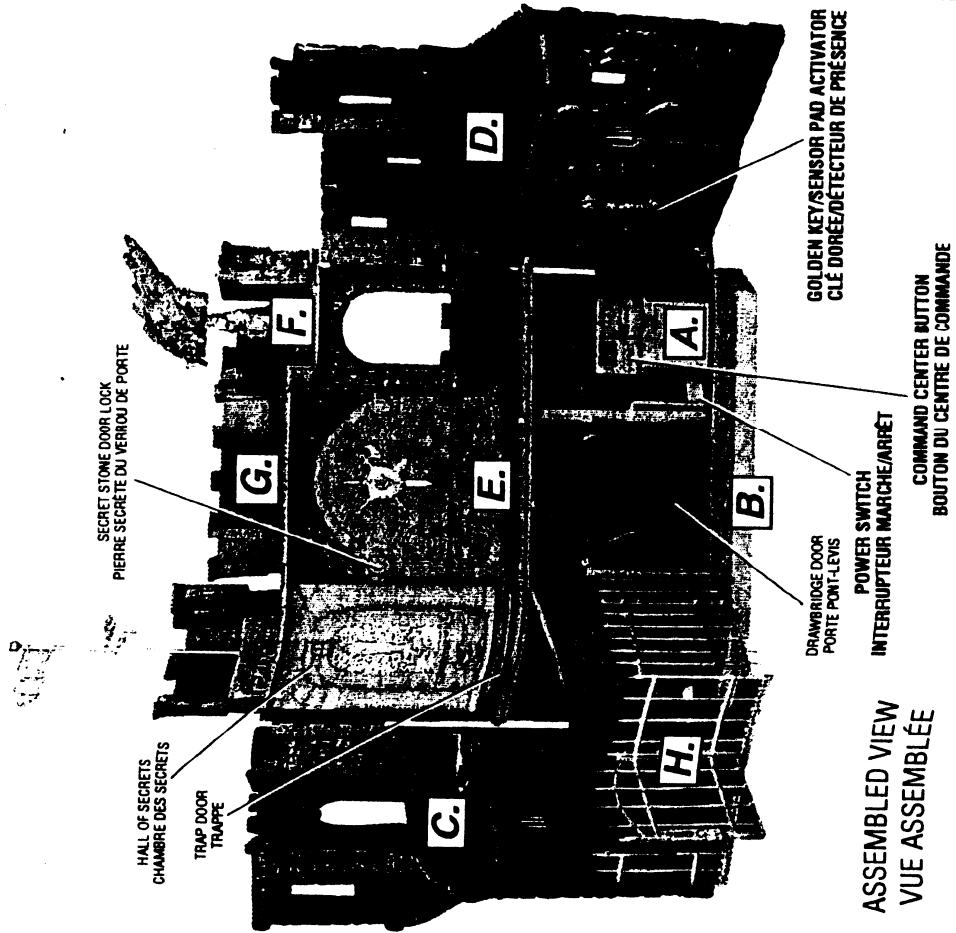 SECRET STONE DOOR LOCK
PIERRE SECRÈTE DU VERROU DE PORTE
HALL OF SECRETS
CHAMBRE DES SECRETS
TRAP DOOR
TRAPPE
G.
F.
D.
C.
E.
A.
H.
B.
GOLDEN KEY/SENSOR PAD ACTIVATOR
CLÉ DORÉE/DÉTECTEUR DE PRÉSENCE
DRAWBRIDGE DOOR
PORTE PONT-LEVIS
POWER SWITCH
INTERRUPTEUR MARCHE/ARRÊT
COMMAND CENTER BUTTON
BOUTON DU CENTRE DE COMMANDE
ASSEMBLED VIEW
VUE ASSEMBLÉE